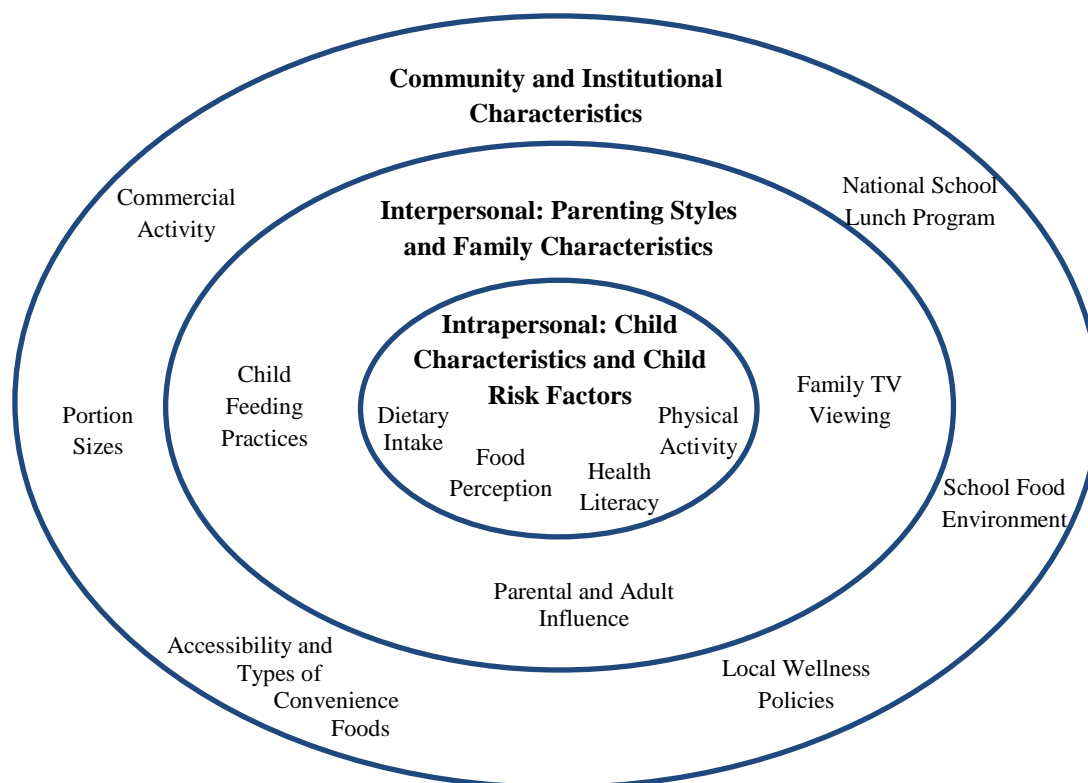 Community and Institutional
Characteristics
Commercial
Activity
National School
Lunch Program
Interpersonal: Parenting Styles
and Family Characteristics
Intrapersonal: Child
Characteristics and Child
Risk Factors
Child
Feeding
Practices
Family TV
Viewing
Portion
Sizes
Dietary
Intake
Physical
Activity
Food
Perception
Health
Literacy
School Food
Environment
Parental and Adult
Influence
Accessibility and
Types of
Convenience
Foods
Local Wellness
Policies